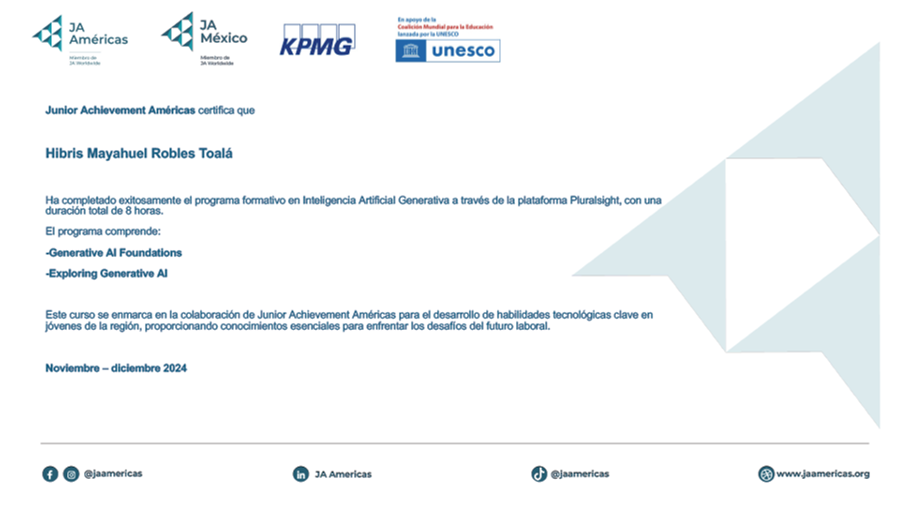 JA
Américas
Miembro de
JA Worldwide
JA
México
Miembro de
JA Worldwide
KPMG
En apoyo de la
Coalición Mundial para la Educación
lanzada por la UNESCO
unesco
Junior Achievement Américas certifica que
Hibris Mayahuel Robles Toalá
Ha completado exitosamente el programa formativo en Inteligencia Artificial Generativa a través de la plataforma Pluralsight, con una
duración total de 8 horas.
El programa comprende:
-Generative AI Foundations
-Exploring Generative AI
Este curso se enmarca en la colaboración de Junior Achievement Américas para el desarrollo de habilidades tecnológicas clave en
jóvenes de la región, proporcionando conocimientos esenciales para enfrentar los desafíos del futuro laboral.
Noviembre – diciembre 2024
@jaamericas
JA Americas
@jaamericas
www.jaamericas.org